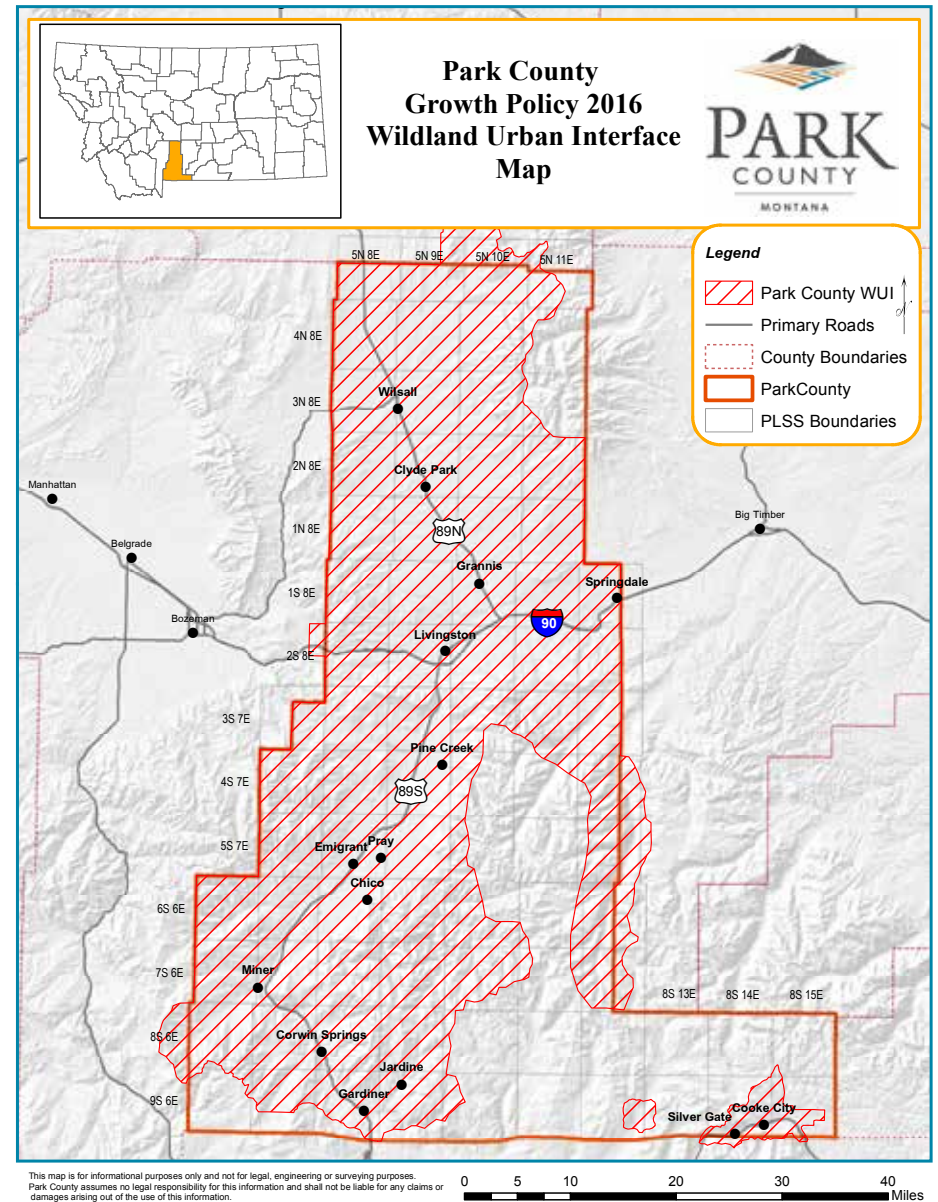 Park County
Growth Policy 2016
Wildland Urban Interface
Map
PARK
COUNTY
MONTANA
Legend
Park County WUI
Primary Roads
County Boundaries
ParkCounty
PLSS Boundaries
N
5N 8E
5N 9E
5N 10E
5N 11E
4N 8E
Wilsall
3N 8E
2N 8E
Clyde Park
Manhattan
Big Timber
1N 8E
89N
Belgrade
Grannis
Springdale
1S 8E
90
Bozeman
Livingston
2S 8E
3S 7E
Pine Creek
4S 7E
89S
5S 7E
Emigrant
Pray
Chico
6S 6E
7S 6E
Miner
8S 13E
8S 14E
8S 15E
8S 6E
Corwin Springs
Jardine
9S 6E
Gardiner
Silver Gate
Cooke City
This map is for informational purposes only and not for legal, engineering or surveying purposes.
Park County assumes no legal responsibility for this information and shall not be liable for any claims or
damages arising out of the use of this information.
0 5 10 20 30 40
Miles